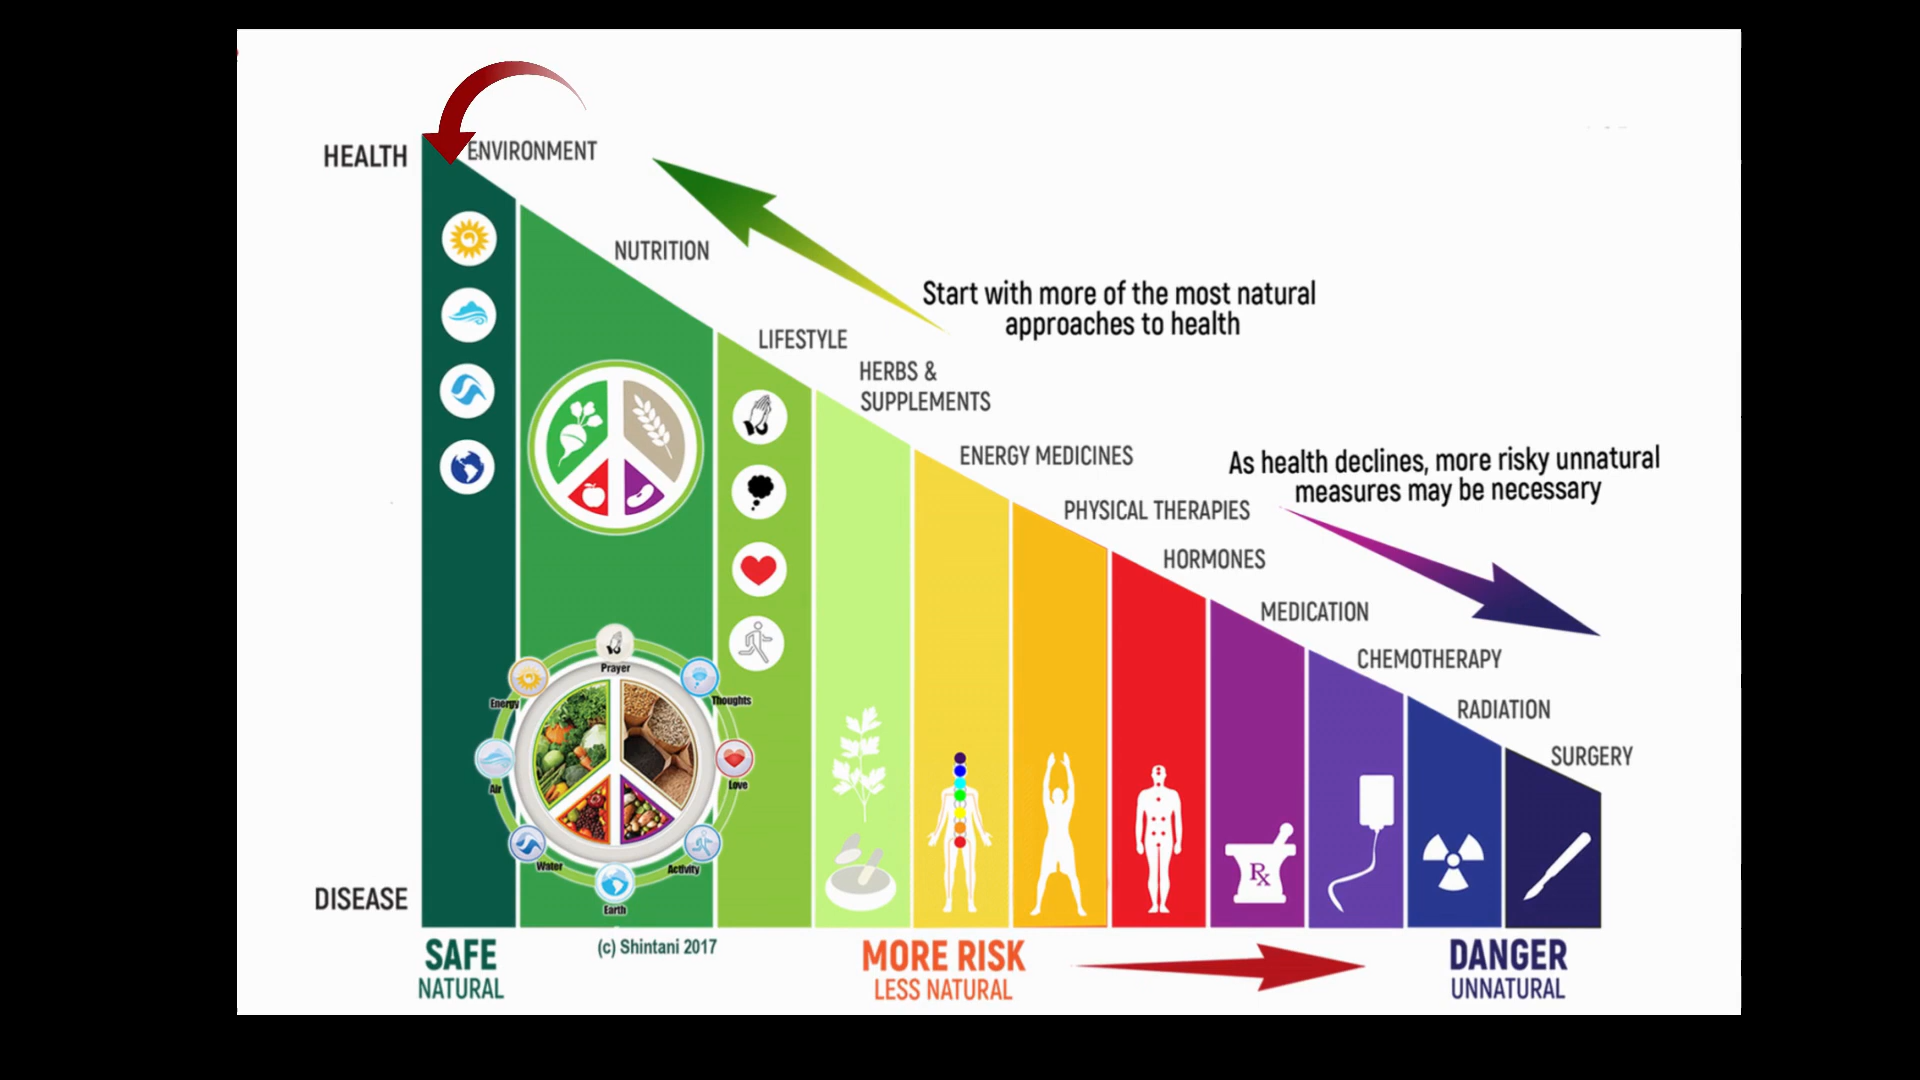 HEALTH
ENVIRONMENT
NUTRITION
LIFESTYLE
HERBS &
SUPPLEMENTS
ENERGY MEDICINES
PHYSICAL THERAPIES
HORMONES
MEDICATION
CHEMOTHERAPY
RADIATION
SURGERY
Start with more of the most natural
approaches to health
As health declines, more risky unnatural
measures may be necessary
Prayer
Energy
Thoughts
Air
Love
Water
Activity
Earth
Rx
DISEASE
SAFE
NATURAL
(c) Shintani 2017
MORE RISK
LESS NATURAL
DANGER
UNNATURAL